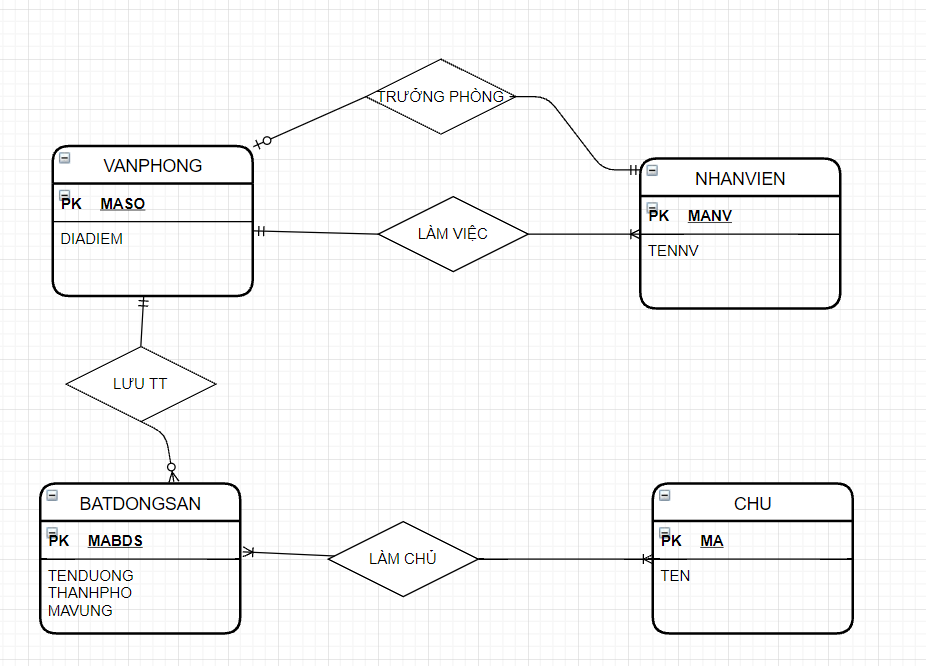 TRƯỞNG PHÒNG
VANPHONG
PK MASO
DIADIEM
NHANVIEN
PK MANV
TENNV
LÀM VIỆC
LƯU TT
BATDONGSAN
PK MABDS
TENDUONG
THANHPHO
MAVUNG
LÀM CHỦ
CHU
PK MA
TEN